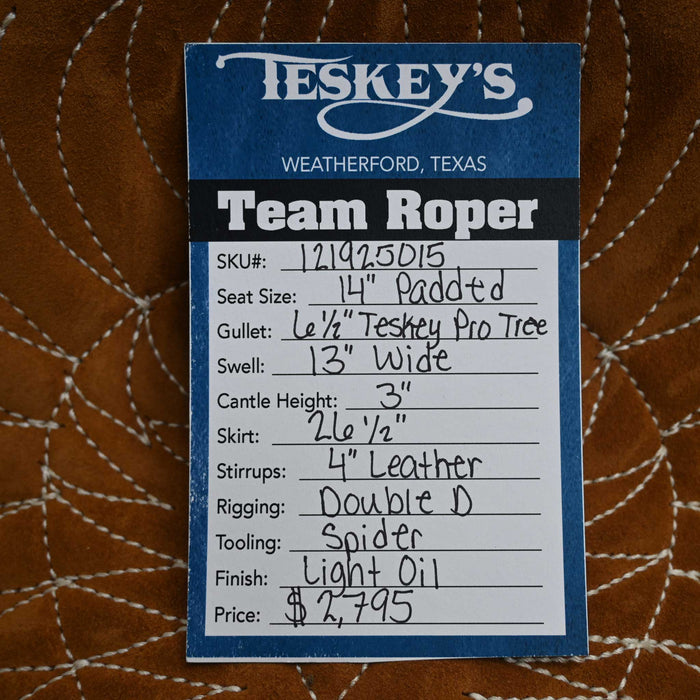 TESKEY'S
WEATHERFORD, TEXAS
Team Roper
SKU#: 121925015
Seat Size: 14" Padded
Gullet: 6 1/2" Teskey Pro Tree
Swell: 13" Wide
Cantle Height: 3"
Skirt: 26 1/2"
Stirrups: 4" Leather
Rigging: Double D
Tooling: Spider
Finish: Light Oil
Price: $2,795